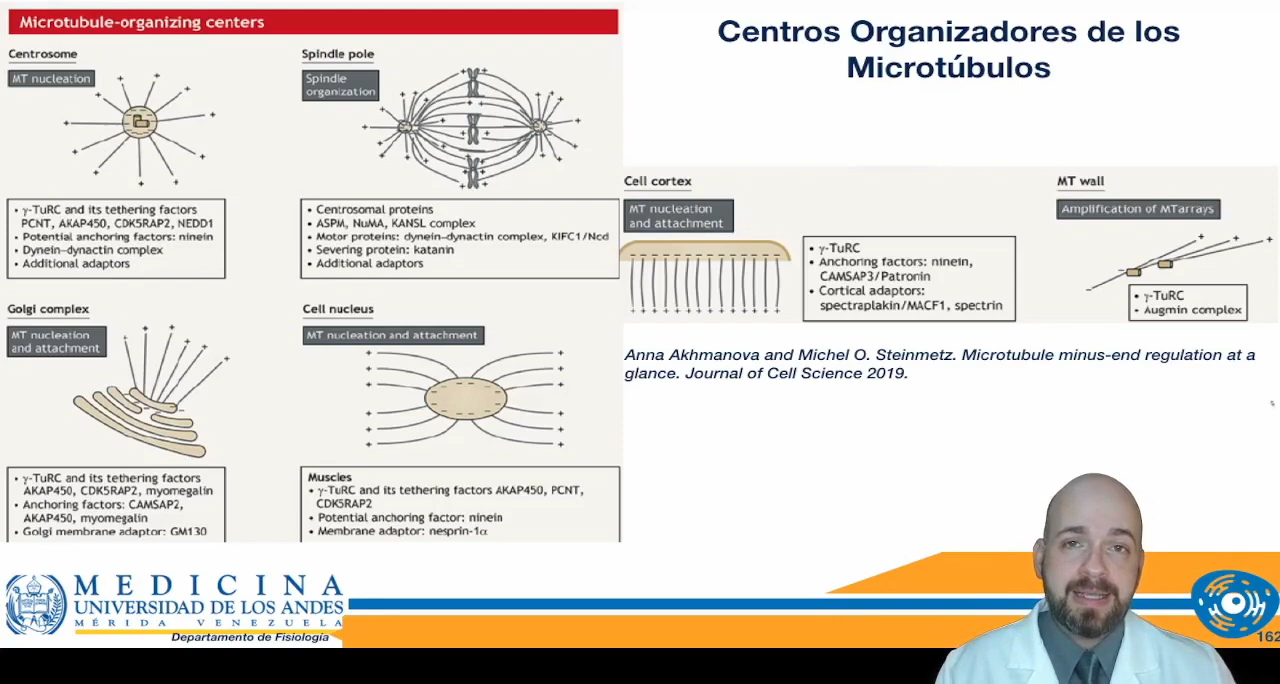 Microtubule-organizing centers
Centros Organizadores de los
Microtúbulos
Centrosome
MT nucleation
• γ-TuRC and its tethering factors
PCNT, AKAP450, CDK5RAP2, NEDD1
• Potential anchoring factors: ninein
• Dynein–dynactin complex
• Additional adaptors
Spindle pole
Spindle
organization
• Centrosomal proteins
• ASPM, NuMA, KANSL complex
• Motor proteins: dynein–dynactin complex, KIFC1/Ncd
• Severing protein: katanin
• Additional adaptors
Cell cortex
MT nucleation
and attachment
• γ-TuRC
• Anchoring factors: ninein,
CAMSAP3/Patronin
• Cortical adaptors:
spectraplakin/MACF1, spectrin
MT wall
Amplification of MT arrays
• γ-TuRC
• Augmin complex
Golgi complex
MT nucleation
and attachment
• γ-TuRC and its tethering factors
AKAP450, CDK5RAP2, myomegalin
• Anchoring factors: CAMSAP2,
AKAP450, myomegalin
• Golgi membrane adaptor: GM130
Cell nucleus
MT nucleation and attachment
Muscles
• γ-TuRC and its tethering factors AKAP450, PCNT,
CDK5RAP2
• Potential anchoring factor: ninein
• Membrane adaptor: nesprin-1α
Anna Akhmanova and Michel O. Steinmetz. Microtubule minus-end regulation at a
glance. Journal of Cell Science 2019.
MEDICINA
UNIVERSIDAD DE LOS ANDES
MÉRIDA VENEZUELA
Departamento de Fisiología
162